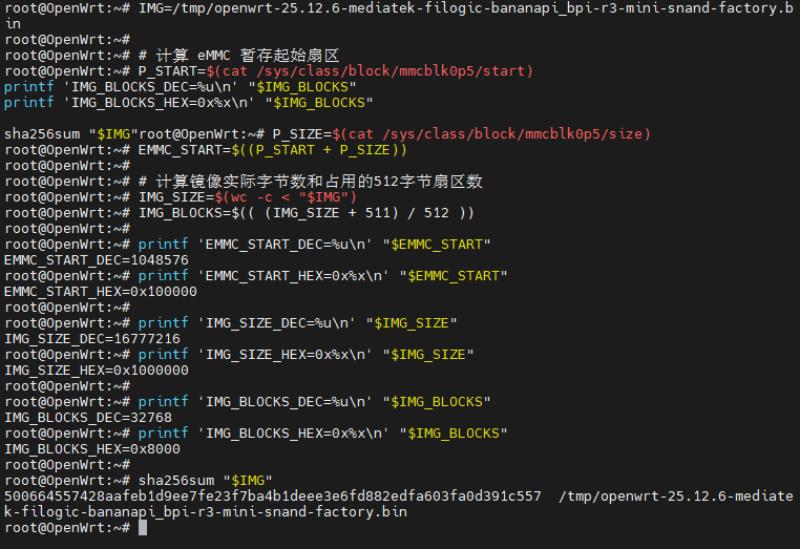 root@OpenWrt:~# IMG=/tmp/openwrt-25.12.6-mediatek-filogic-bananapi_bpi-r3-mini-snand-factory.b
in
root@OpenWrt:~#
root@OpenWrt:~# # 计算 eMMC 暂存起始扇区
root@OpenWrt:~# P_START=$(cat /sys/class/block/mmcblk0p5/start)
printf 'IMG_BLOCKS_DEC=%u\n' "$IMG_BLOCKS"
printf 'IMG_BLOCKS_HEX=0x%x\n' "$IMG_BLOCKS"

sha256sum "$IMG"root@OpenWrt:~# P_SIZE=$(cat /sys/class/block/mmcblk0p5/size)
root@OpenWrt:~# EMMC_START=$((P_START + P_SIZE))
root@OpenWrt:~#
root@OpenWrt:~# # 计算镜像实际字节数和占用的512字节扇区数
root@OpenWrt:~# IMG_SIZE=$(wc -c < "$IMG")
root@OpenWrt:~# IMG_BLOCKS=$(( (IMG_SIZE + 511) / 512 ))
root@OpenWrt:~#
root@OpenWrt:~# printf 'EMMC_START_DEC=%u\n' "$EMMC_START"
EMMC_START_DEC=1048576
root@OpenWrt:~# printf 'EMMC_START_HEX=0x%x\n' "$EMMC_START"
EMMC_START_HEX=0x100000
root@OpenWrt:~#
root@OpenWrt:~# printf 'IMG_SIZE_DEC=%u\n' "$IMG_SIZE"
IMG_SIZE_DEC=16777216
root@OpenWrt:~# printf 'IMG_SIZE_HEX=0x%x\n' "$IMG_SIZE"
IMG_SIZE_HEX=0x1000000
root@OpenWrt:~#
root@OpenWrt:~# printf 'IMG_BLOCKS_DEC=%u\n' "$IMG_BLOCKS"
IMG_BLOCKS_DEC=32768
root@OpenWrt:~# printf 'IMG_BLOCKS_HEX=0x%x\n' "$IMG_BLOCKS"
IMG_BLOCKS_HEX=0x8000
root@OpenWrt:~#
root@OpenWrt:~# sha256sum "$IMG"
500664557428aafeb1d9ee7fe23f7ba4b1deee3e6fd882edfa603fa0d391c557  /tmp/openwrt-25.12.6-mediate
k-filogic-bananapi_bpi-r3-mini-snand-factory.bin
root@OpenWrt:~#